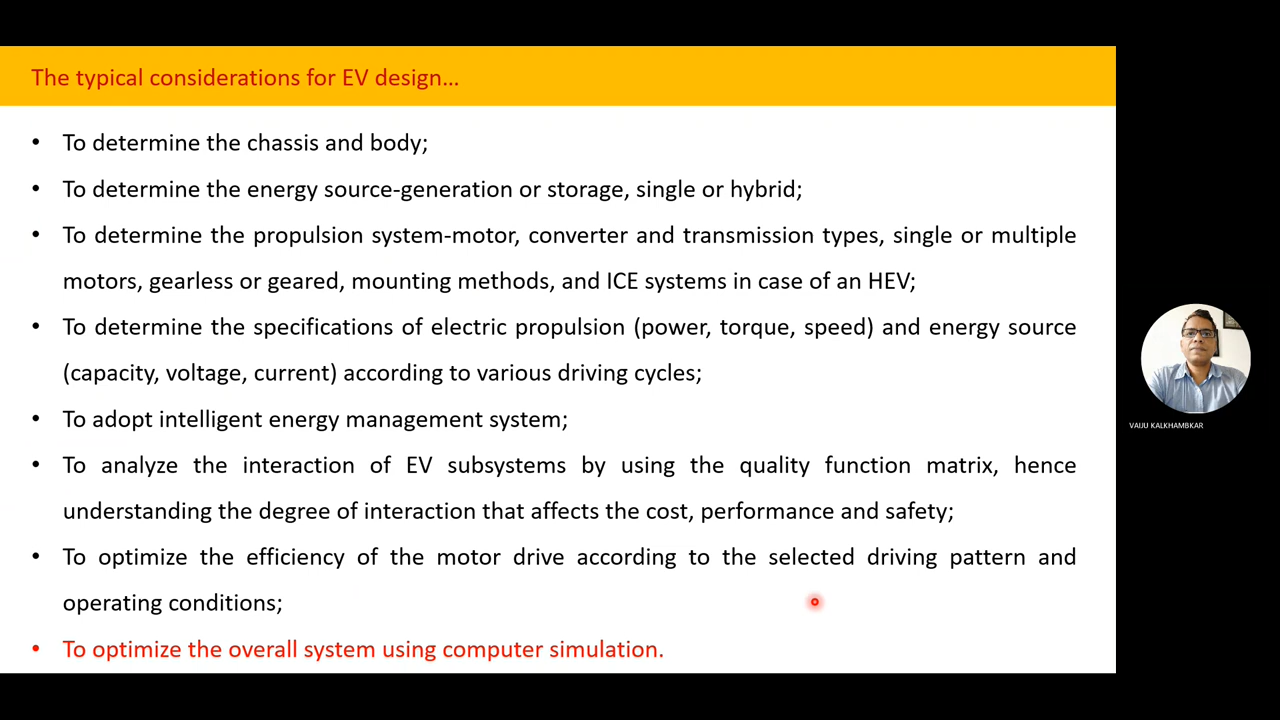 The typical considerations for EV design…
• To determine the chassis and body;
• To determine the energy source-generation or storage, single or hybrid;
• To determine the propulsion system-motor, converter and transmission types, single or multiple
motors, gearless or geared, mounting methods, and ICE systems in case of an HEV;
• To determine the specifications of electric propulsion (power, torque, speed) and energy source
(capacity, voltage, current) according to various driving cycles;
• To adopt intelligent energy management system;
• To analyze the interaction of EV subsystems by using the quality function matrix, hence
understanding the degree of interaction that affects the cost, performance and safety;
• To optimize the efficiency of the motor drive according to the selected driving pattern and
operating conditions;
• To optimize the overall system using computer simulation.
VAIJU KALKHAMBKAR